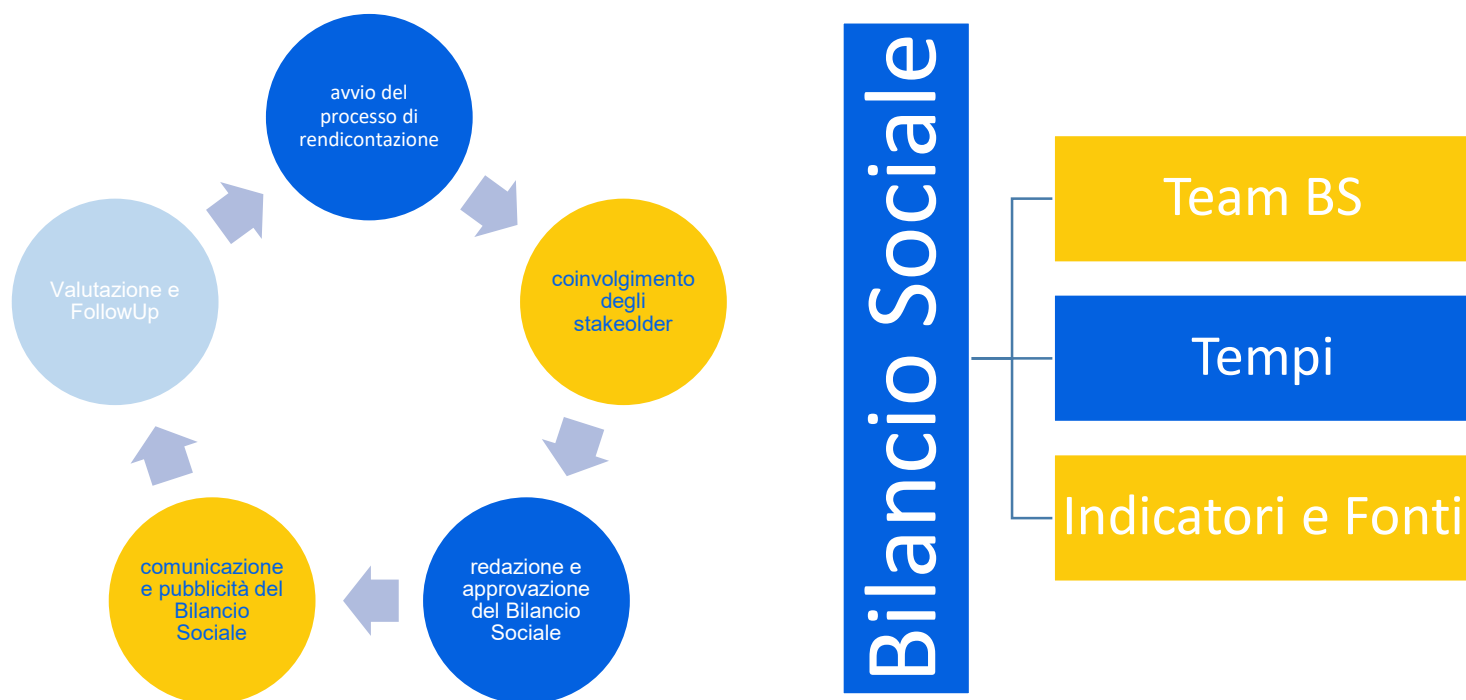 avvio del
processo di
rendicontazione
coinvolgimento
degli
stakeolder
redazione e
approvazione
del Bilancio
Sociale
comunicazione
e pubblicità del
Bilancio
Sociale
Valutazione e
FollowUp
Bilancio Sociale
Team BS
Tempi
Indicatori e Fonti